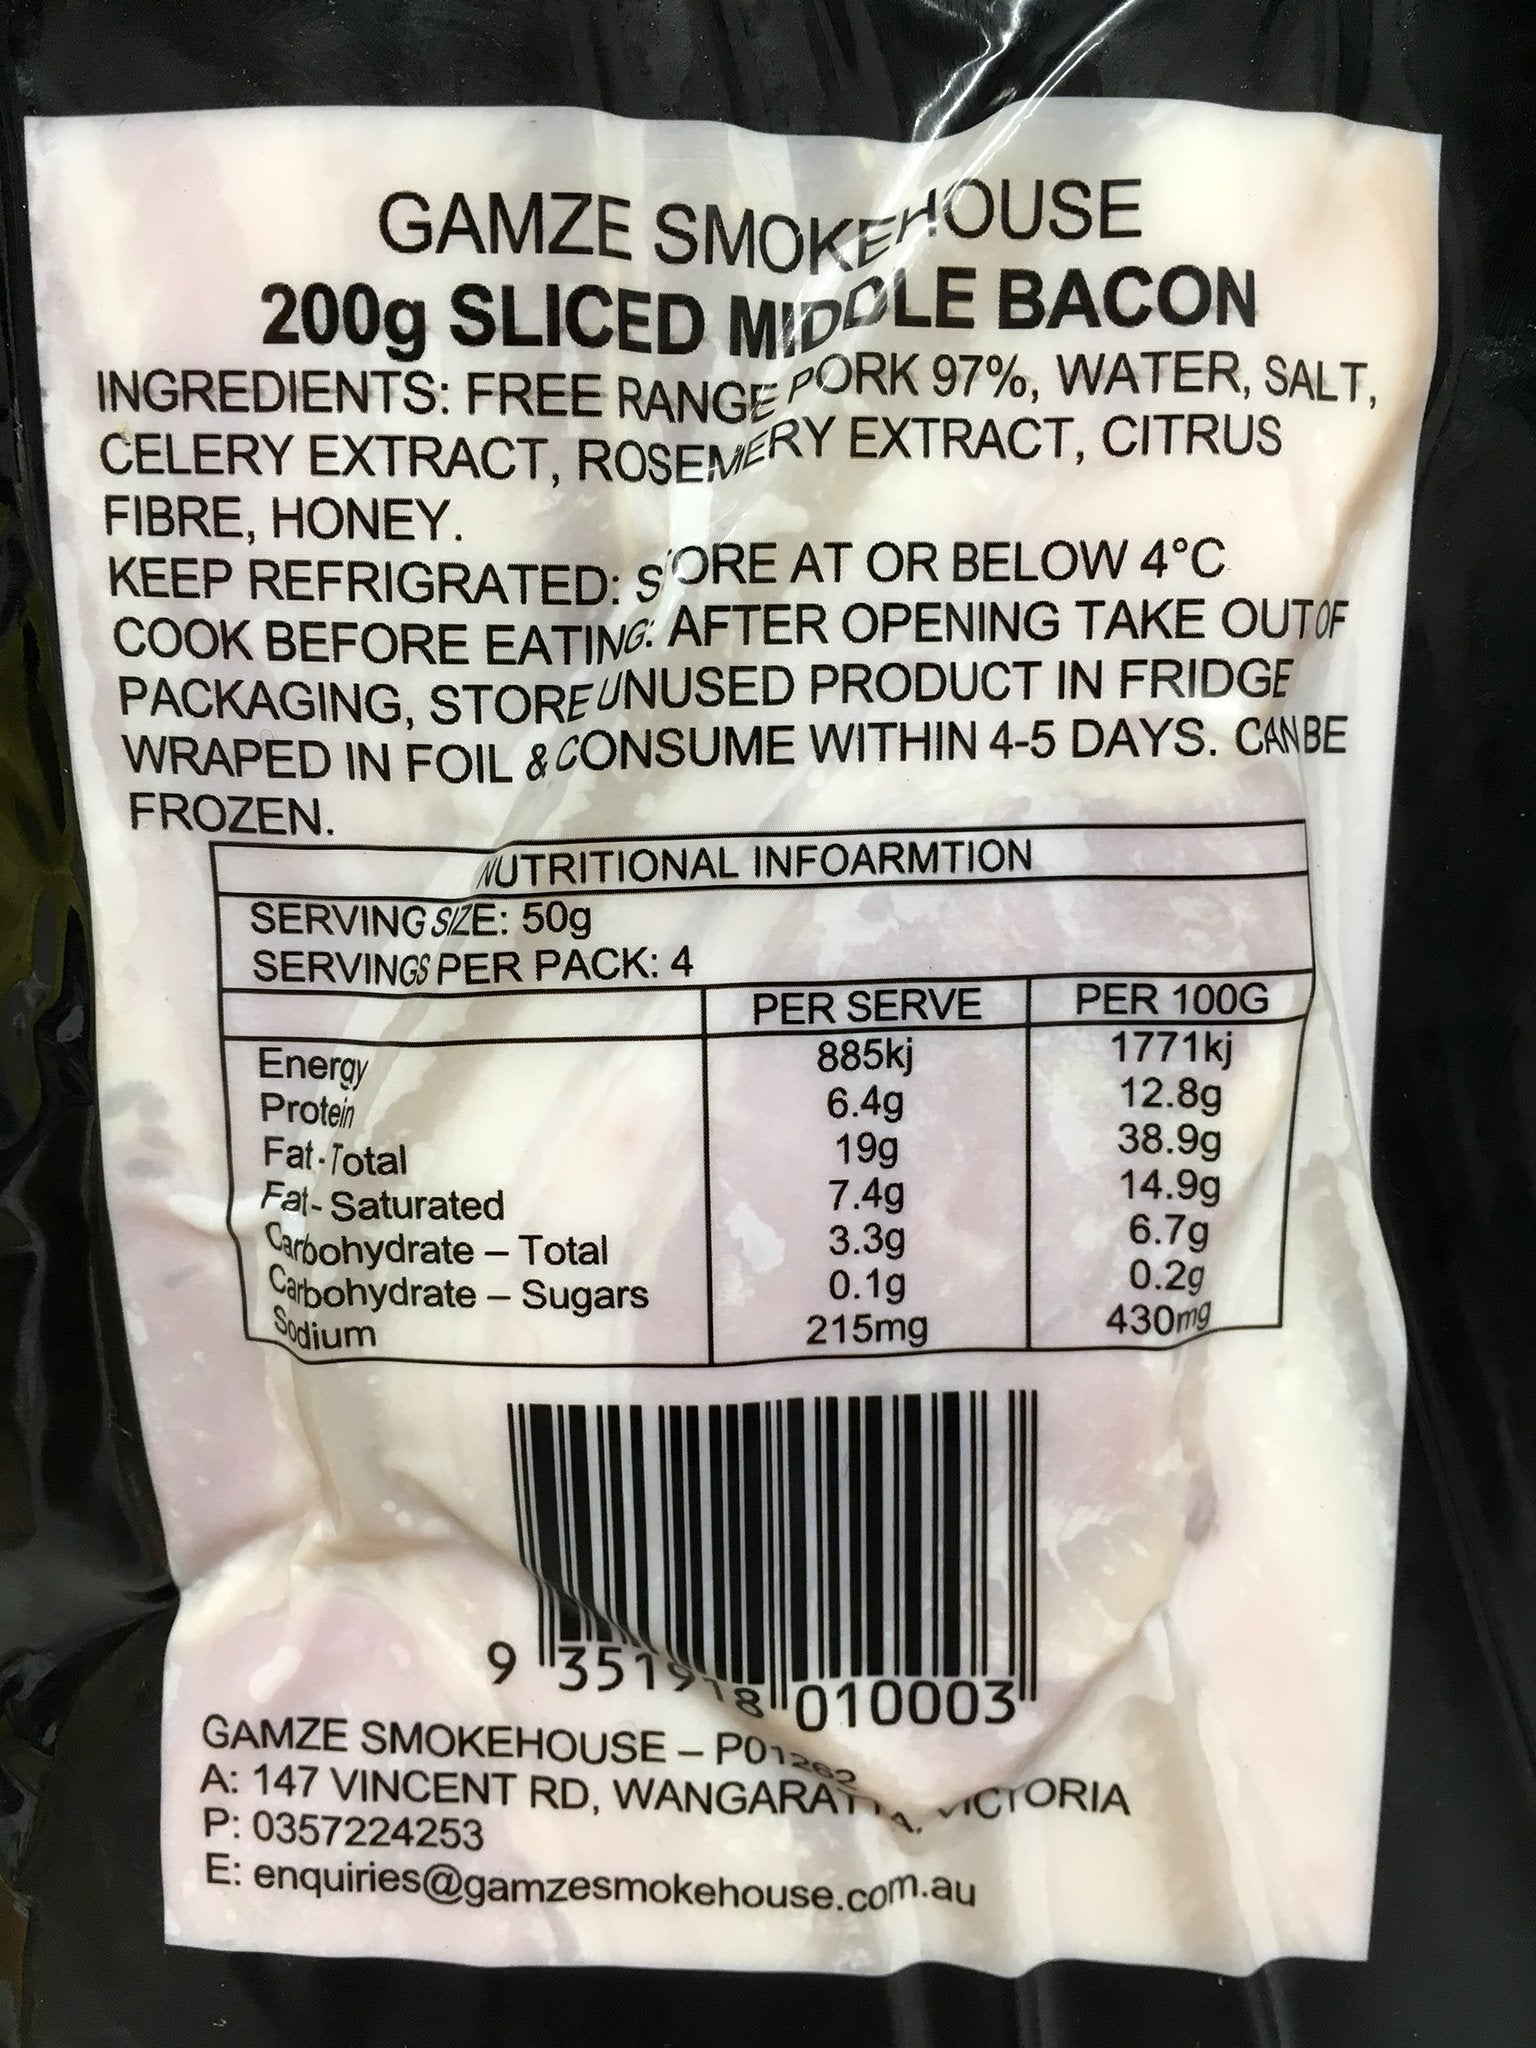 GAMZE SMOKEHOUSE
200g SLICED MIDDLE BACON
INGREDIENTS: FREE RANGE PORK 97%, WATER, SALT,
CELERY EXTRACT, ROSEMERY EXTRACT, CITRUS
FIBRE, HONEY.
KEEP REFRIGRATED: STORE AT OR BELOW 4°C
COOK BEFORE EATING: AFTER OPENING TAKE OUT OF
PACKAGING, STORE UNUSED PRODUCT IN FRIDGE
WRAPED IN FOIL & CONSUME WITHIN 4-5 DAYS. CAN BE
FROZEN.
NUTRITIONAL INFOARMTION
SERVING SIZE: 50g
SERVINGS PER PACK: 4
PER SERVE PER 100G
Energy 885kj 1771kj
Protein 6.4g 12.8g
Fat-Total 19g 38.9g
Fat-Saturated 7.4g 14.9g
Carbohydrate – Total 3.3g 6.7g
Carbohydrate – Sugars 0.1g 0.2g
Sodium 215mg 430mg
9 351918 010003
GAMZE SMOKEHOUSE – P01262
A: 147 VINCENT RD, WANGARATTA, VICTORIA
P: 0357224253
E: enquiries@gamzesmokehouse.com.au